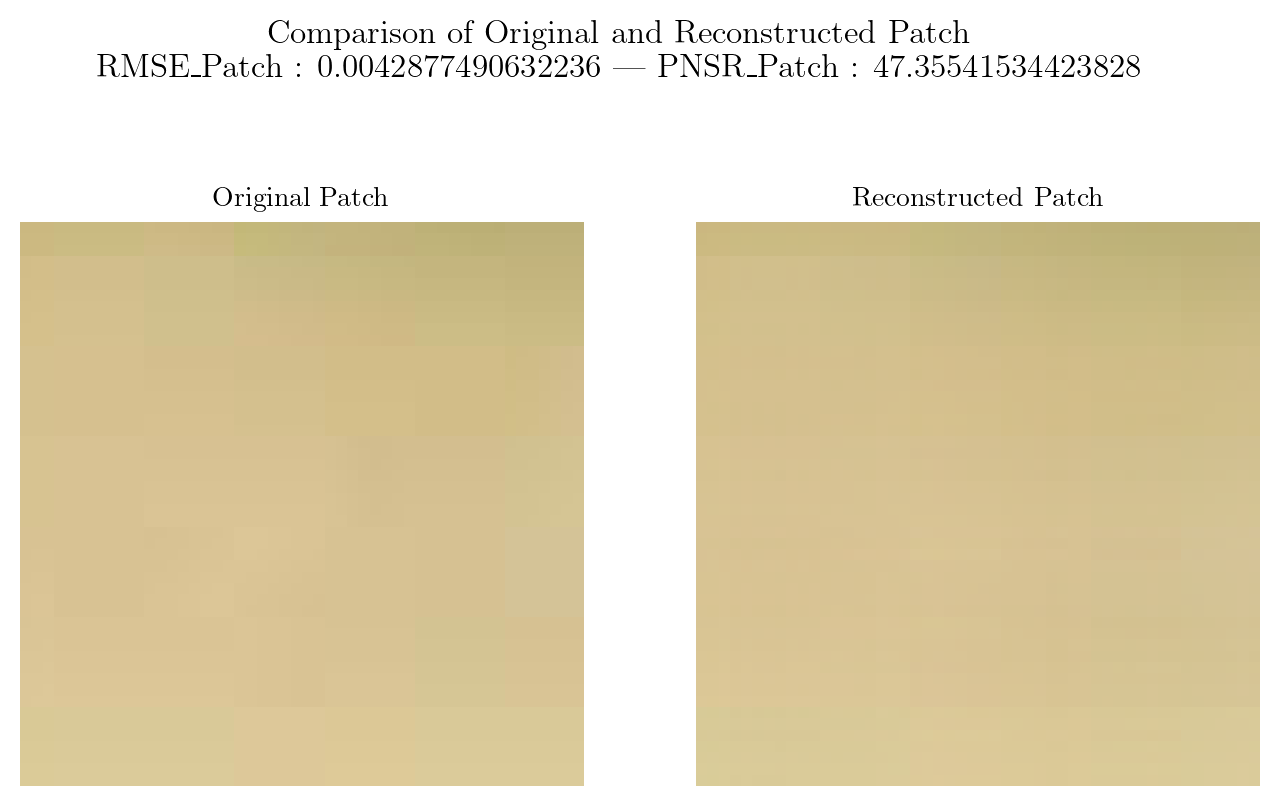 Comparison of Original and Reconstructed Patch
RMSE_Patch : 0.0042877490632236 — PNSR_Patch : 47.35541534423828
Original Patch
Reconstructed Patch